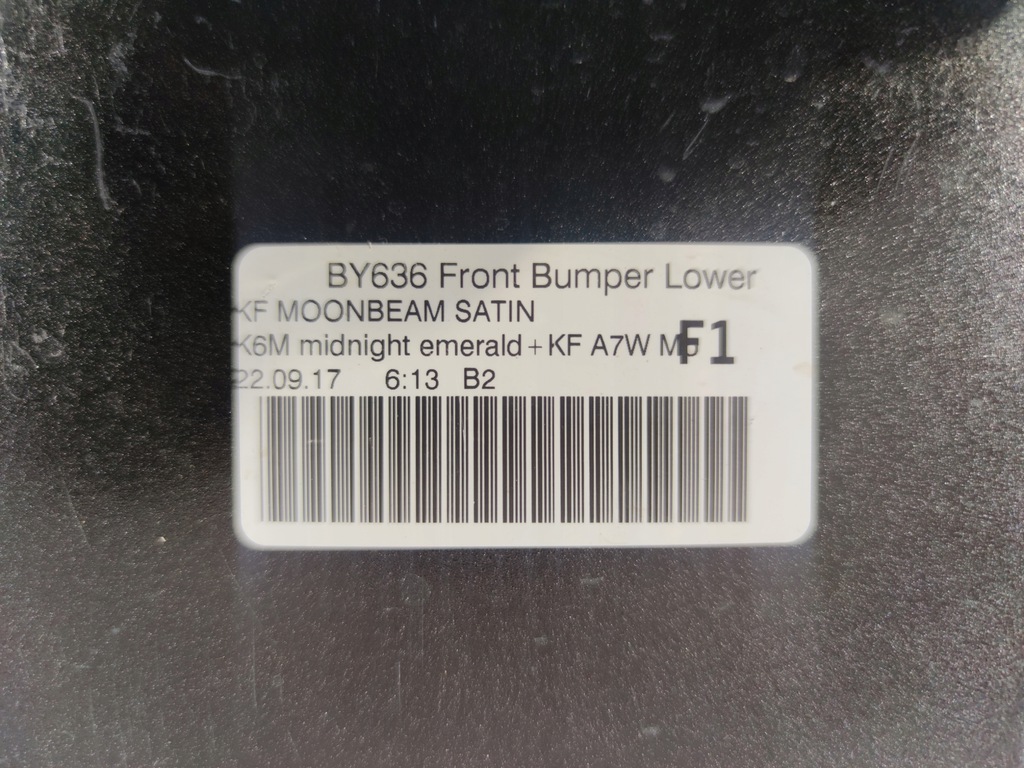 BY636 Front Bumper Lower
KF MOONBEAM SATIN
K6M midnight emerald + KF A7W
F1
22.09.17 6:13 B2